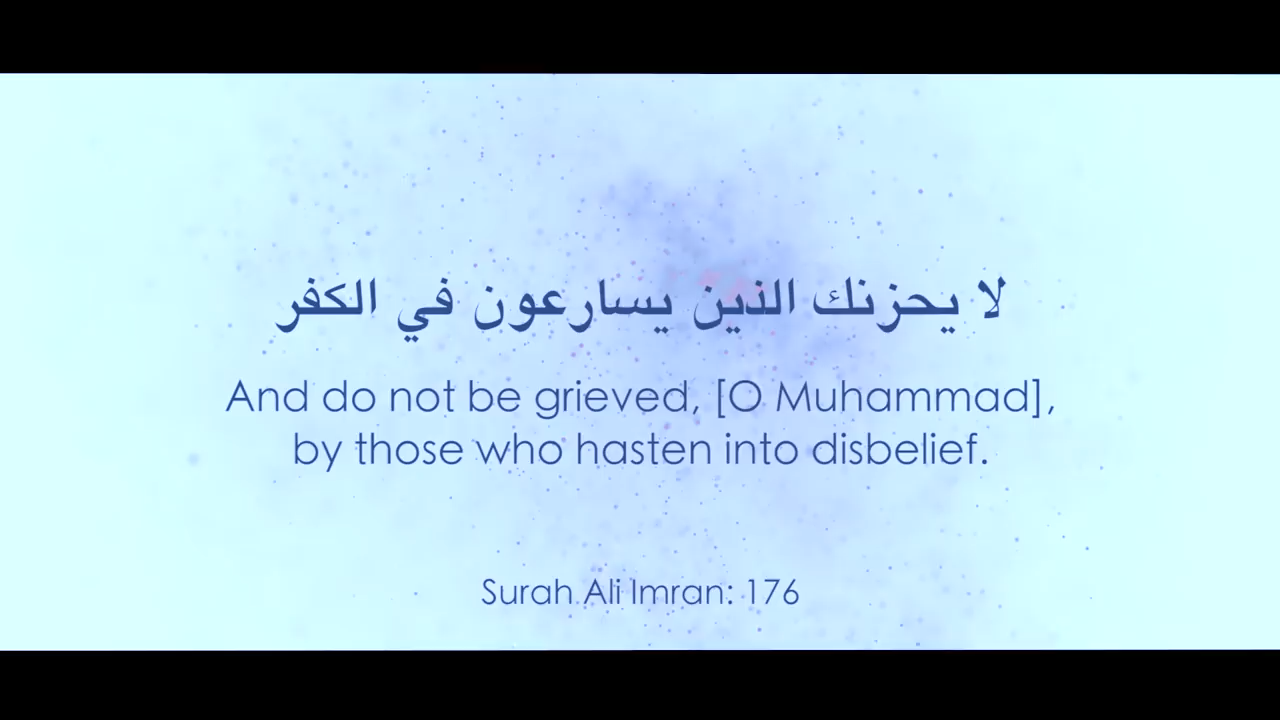 لا يحزنك الذين يسارعون في الكفر
And do not be grieved, [O Muhammad],
by those who hasten into disbelief.
Surah Ali Imran: 176